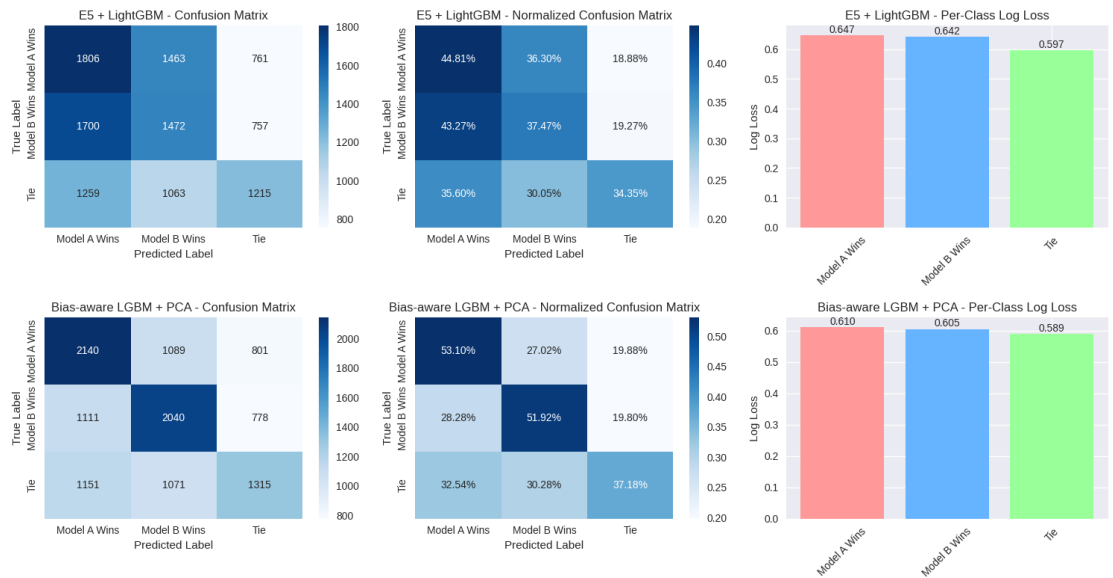 E5 + LightGBM - Confusion Matrix
True Label
Model A Wins
Model B Wins
Tie
1806 1463 761
1700 1472 757
1259 1063 1215
Model A Wins Model B Wins Tie
Predicted Label
1800
1600
1400
1200
1000
800
E5 + LightGBM - Normalized Confusion Matrix
True Label
Model A Wins
Model B Wins
Tie
44.81% 36.30% 18.88%
43.27% 37.47% 19.27%
35.60% 30.05% 34.35%
Model A Wins Model B Wins Tie
Predicted Label
0.40
0.35
0.30
0.25
0.20
E5 + LightGBM - Per-Class Log Loss
Log Loss
0.6
0.5
0.4
0.3
0.2
0.1
0.0
0.647 0.642 0.597
Model A Wins Model B Wins Tie
Bias-aware LGBM + PCA - Confusion Matrix
True Label
Model A Wins
Model B Wins
Tie
2140 1089 801
1111 2040 778
1151 1071 1315
Model A Wins Model B Wins Tie
Predicted Label
2000
1800
1600
1400
1200
1000
800
Bias-aware LGBM + PCA - Normalized Confusion Matrix
True Label
Model A Wins
Model B Wins
Tie
53.10% 27.02% 19.88%
28.28% 51.92% 19.80%
32.54% 30.28% 37.18%
Model A Wins Model B Wins Tie
Predicted Label
0.50
0.45
0.40
0.35
0.30
0.25
0.20
Bias-aware LGBM + PCA - Per-Class Log Loss
Log Loss
0.6
0.5
0.4
0.3
0.2
0.1
0.0
0.610 0.605 0.589
Model A Wins Model B Wins Tie